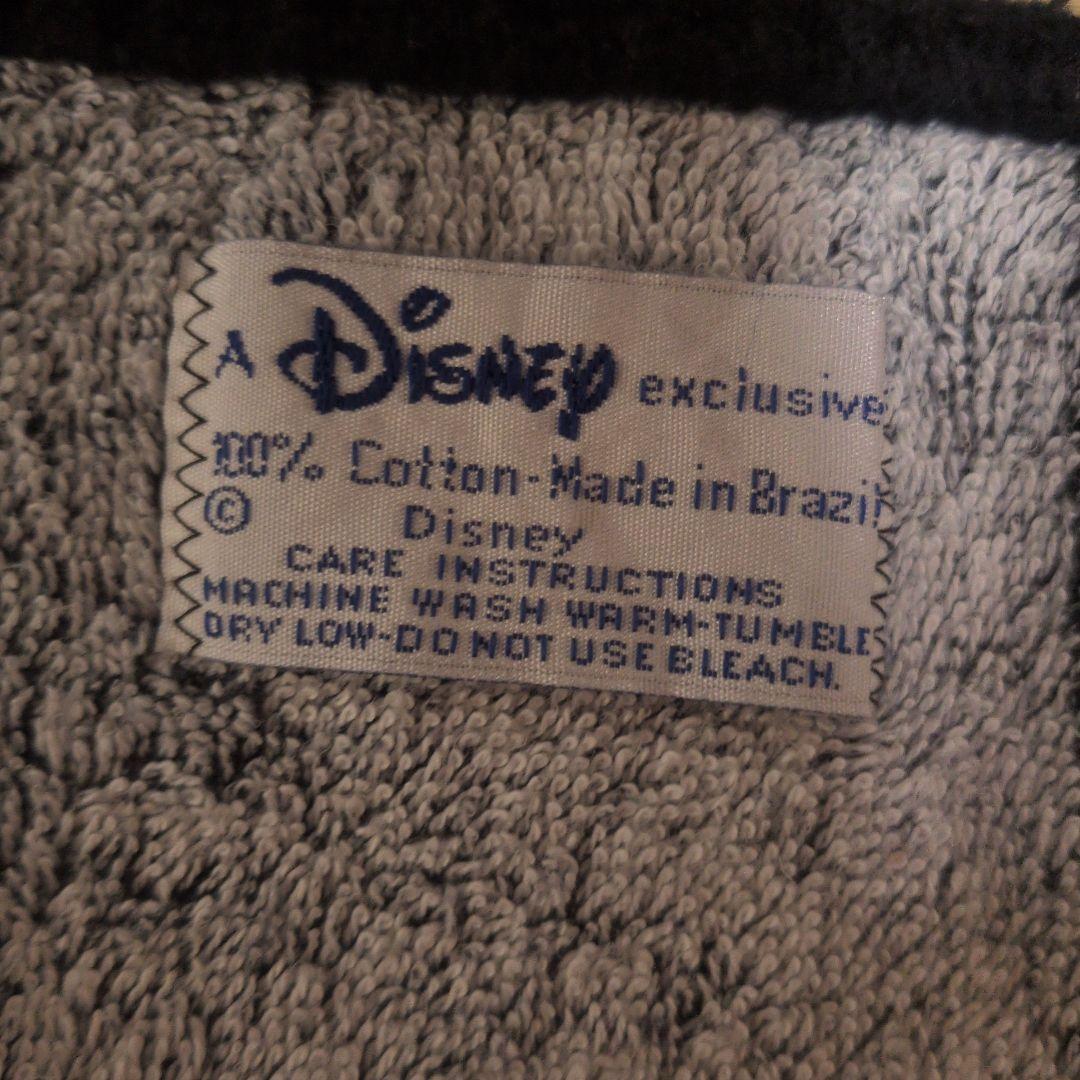 A Disney exclusive
100% Cotton-Made in Brazil
© Disney
CARE INSTRUCTIONS
MACHINE WASH WARM-TUMBLE
DRY LOW-DO NOT USE BLEACH.